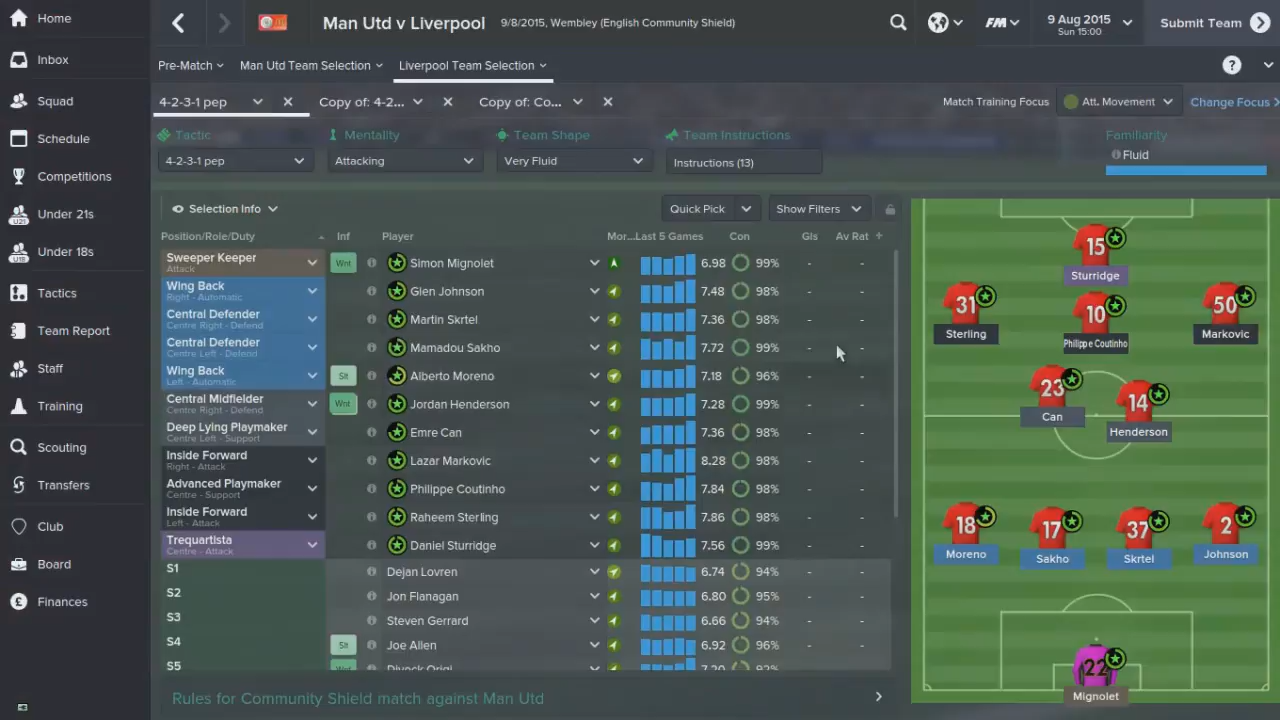 Home
Inbox
Squad
Schedule
Competitions
Under 21s
Under 18s
Tactics
Team Report
Staff
Training
Scouting
Transfers
Club
Board
Finances
Man Utd v Liverpool 9/8/2015, Wembley (English Community Shield)
FM 9 Aug 2015 Submit Team
Sun 15:00
Pre-Match Man Utd Team Selection Liverpool Team Selection ?
4-2-3-1 pep Copy of: 4-2... Copy of: Co... Match Training Focus Att. Movement Change Focus
Tactic Mentality Team Shape Team Instructions Familiarity
4-2-3-1 pep Attacking Very Fluid Instructions (13) Fluid
Selection Info Quick Pick Show Filters
Position/Role/Duty Inf Player Mor... Last 5 Games Con Gls Av Rat +
Sweeper Keeper Wnt Simon Mignolet 6.98 99% - -
Attack
Wing Back Glen Johnson 7.48 98% - -
Right - Automatic
Central Defender Martin Skrtel 7.36 98% - -
Centre Right - Defend
Central Defender Mamadou Sakho 7.72 99% - -
Centre Left - Defend
Wing Back Slt Alberto Moreno 7.18 96% - -
Left - Automatic
Central Midfielder Wnt Jordan Henderson 7.28 99% - -
Centre Right - Defend
Deep Lying Playmaker Emre Can 7.36 98% - -
Centre Left - Support
Inside Forward Lazar Markovic 8.28 98% - -
Right - Attack
Advanced Playmaker Philippe Coutinho 7.84 98% - -
Centre - Support
Inside Forward Raheem Sterling 7.86 98% - -
Left - Attack
Trequartista Daniel Sturridge 7.56 99% - -
Centre - Attack
S1 Dejan Lovren 6.74 94% - -
S2 Jon Flanagan 6.80 95% - -
S3 Steven Gerrard 6.66 94% - -
S4 Slt Joe Allen 6.92 96% - -
S5 Wnt Divock Origi 7.20 92% - -
Rules for Community Shield match against Man Utd
15
Sturridge
31 10 50
Sterling Philippe Coutinho Markovic
23 14
Can Henderson
18 17 37 2
Moreno Sakho Skrtel Johnson
22
Mignolet